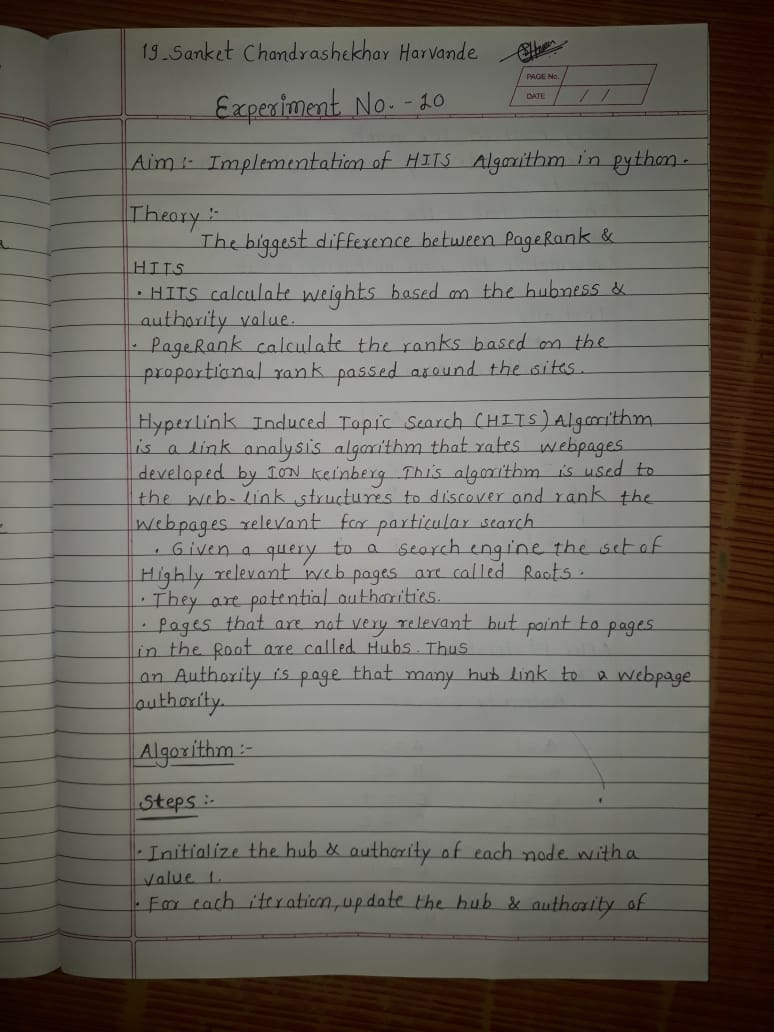 19_Sanket Chandrashekhar Harvande
PAGE No.
DATE / /
Experiment No. - 10
Aim :- Implementation of HITS Algorithm in python.
Theory :-
The biggest difference between PageRank &
HITS
• HITS calculate weights based on the hubness &
authority value.
• PageRank calculate the ranks based on the
proportional rank passed around the sites.
Hyperlink Induced Topic Search (HITS) Algorithm
is a link analysis algorithm that rates webpages
developed by ION Keinberg. This algorithm is used to
the web-link structures to discover and rank the
webpages relevant for particular search
• Given a query to a search engine the set of
Highly relevant web pages are called Roots.
• They are potential authorities.
• Pages that are not very relevant but point to pages
in the Root are called Hubs. Thus
an Authority is page that many hub link to a webpage
authority.
Algorithm :-
Steps :-
• Initialize the hub & authority of each node with a
value 1.
• For each iteration, update the hub & authority of